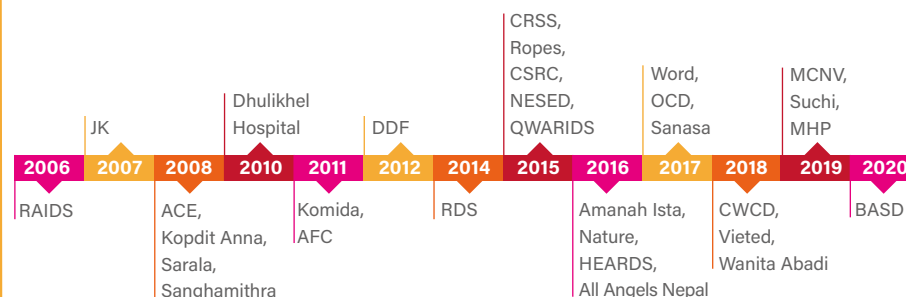 CRSS,
Ropes,
CSRC,
NESED,
QWARIDS
Word,
OCD,
Sanasa
MCNV,
Suchi,
MHP
Dhulikhel
Hospital
JK
DDF
2006 2007 2008 2010 2011 2012 2014 2015 2016 2017 2018 2019 2020
RAIDS
ACE,
Kopdit Anna,
Sarala,
Sanghamithra
Komida,
AFC
RDS
Amanah Ista,
Nature,
HEARDS,
All Angels Nepal
CWCD,
Vieted,
Wanita Abadi
BASD